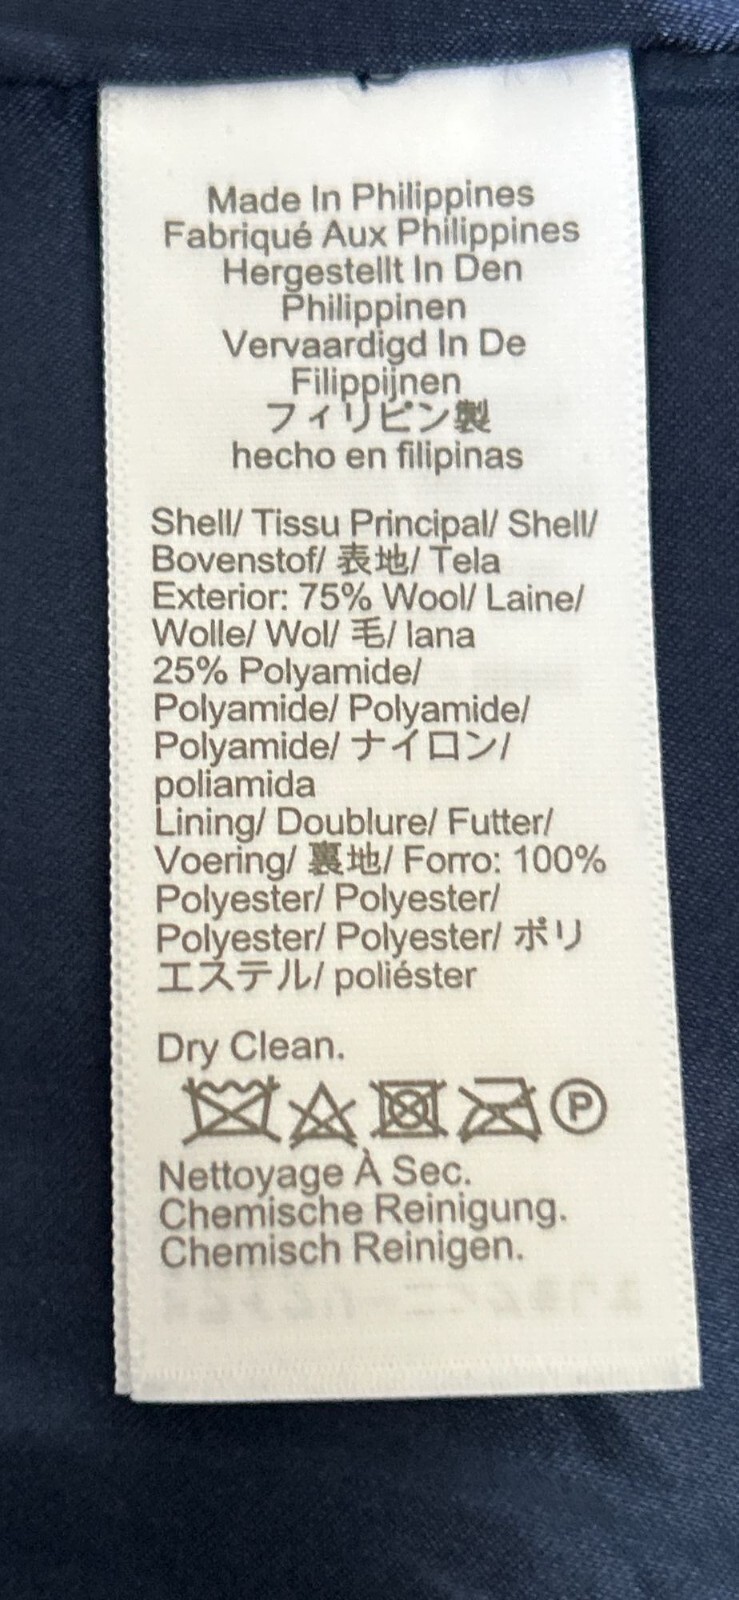 Made In Philippines
Fabriqué Aux Philippines
Hergestellt In Den
Philippinen
Vervaardigd In De
Filippijnen
フィリピン製
hecho en filipinas
Shell/ Tissu Principal/ Shell/
Bovenstof/ 表地/ Tela
Exterior: 75% Wool/ Laine/
Wolle/ Wol/ 毛/ lana
25% Polyamide/
Polyamide/ Polyamide/
Polyamide/ ナイロン/
poliamida
Lining/ Doublure/ Futter/
Voering/ 裏地/ Forro: 100%
Polyester/ Polyester/
Polyester/ Polyester/ ポリ
エステル/ poliéster
Dry Clean.
P
Nettoyage À Sec.
Chemische Reinigung.
Chemisch Reinigen.